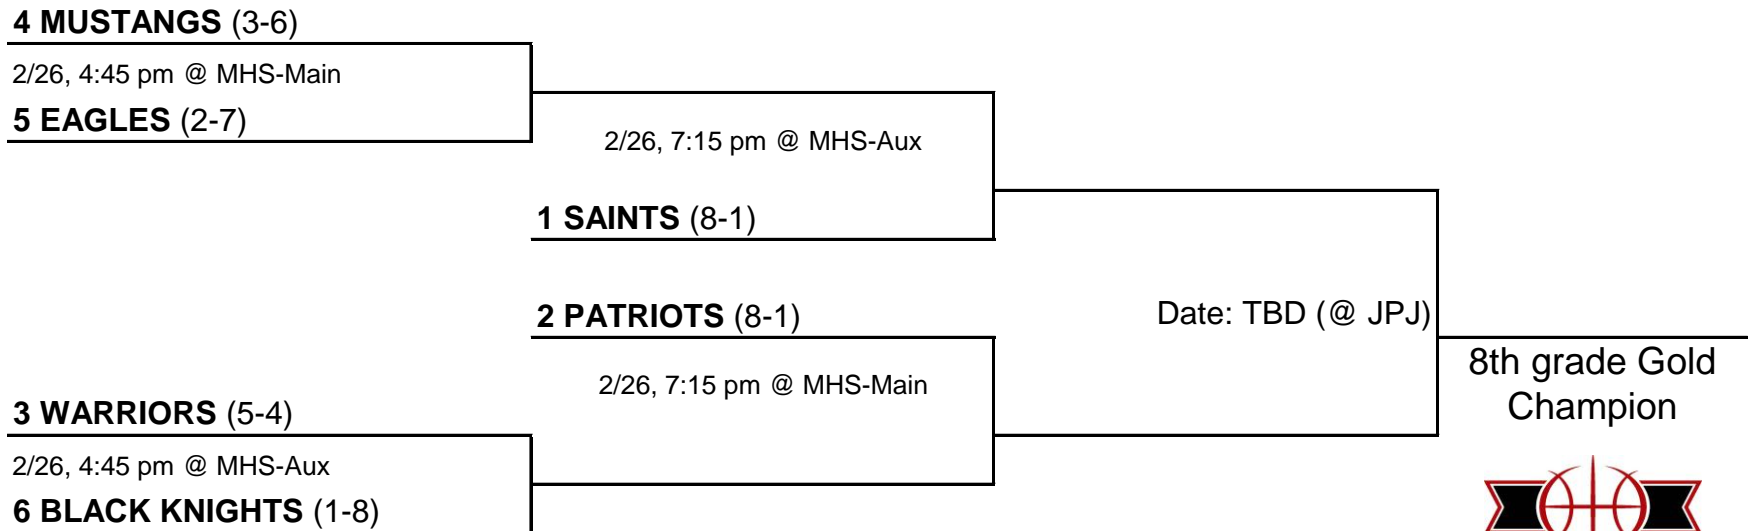 4 MUSTANGS (3-6)
2/26, 4:45 pm @ MHS-Main
5 EAGLES (2-7)
2/26, 7:15 pm @ MHS-Aux
1 SAINTS (8-1)
2 PATRIOTS (8-1)
Date: TBD (@ JPJ)
8th grade Gold
Champion
2/26, 7:15 pm @ MHS-Main
3 WARRIORS (5-4)
2/26, 4:45 pm @ MHS-Aux
6 BLACK KNIGHTS (1-8)